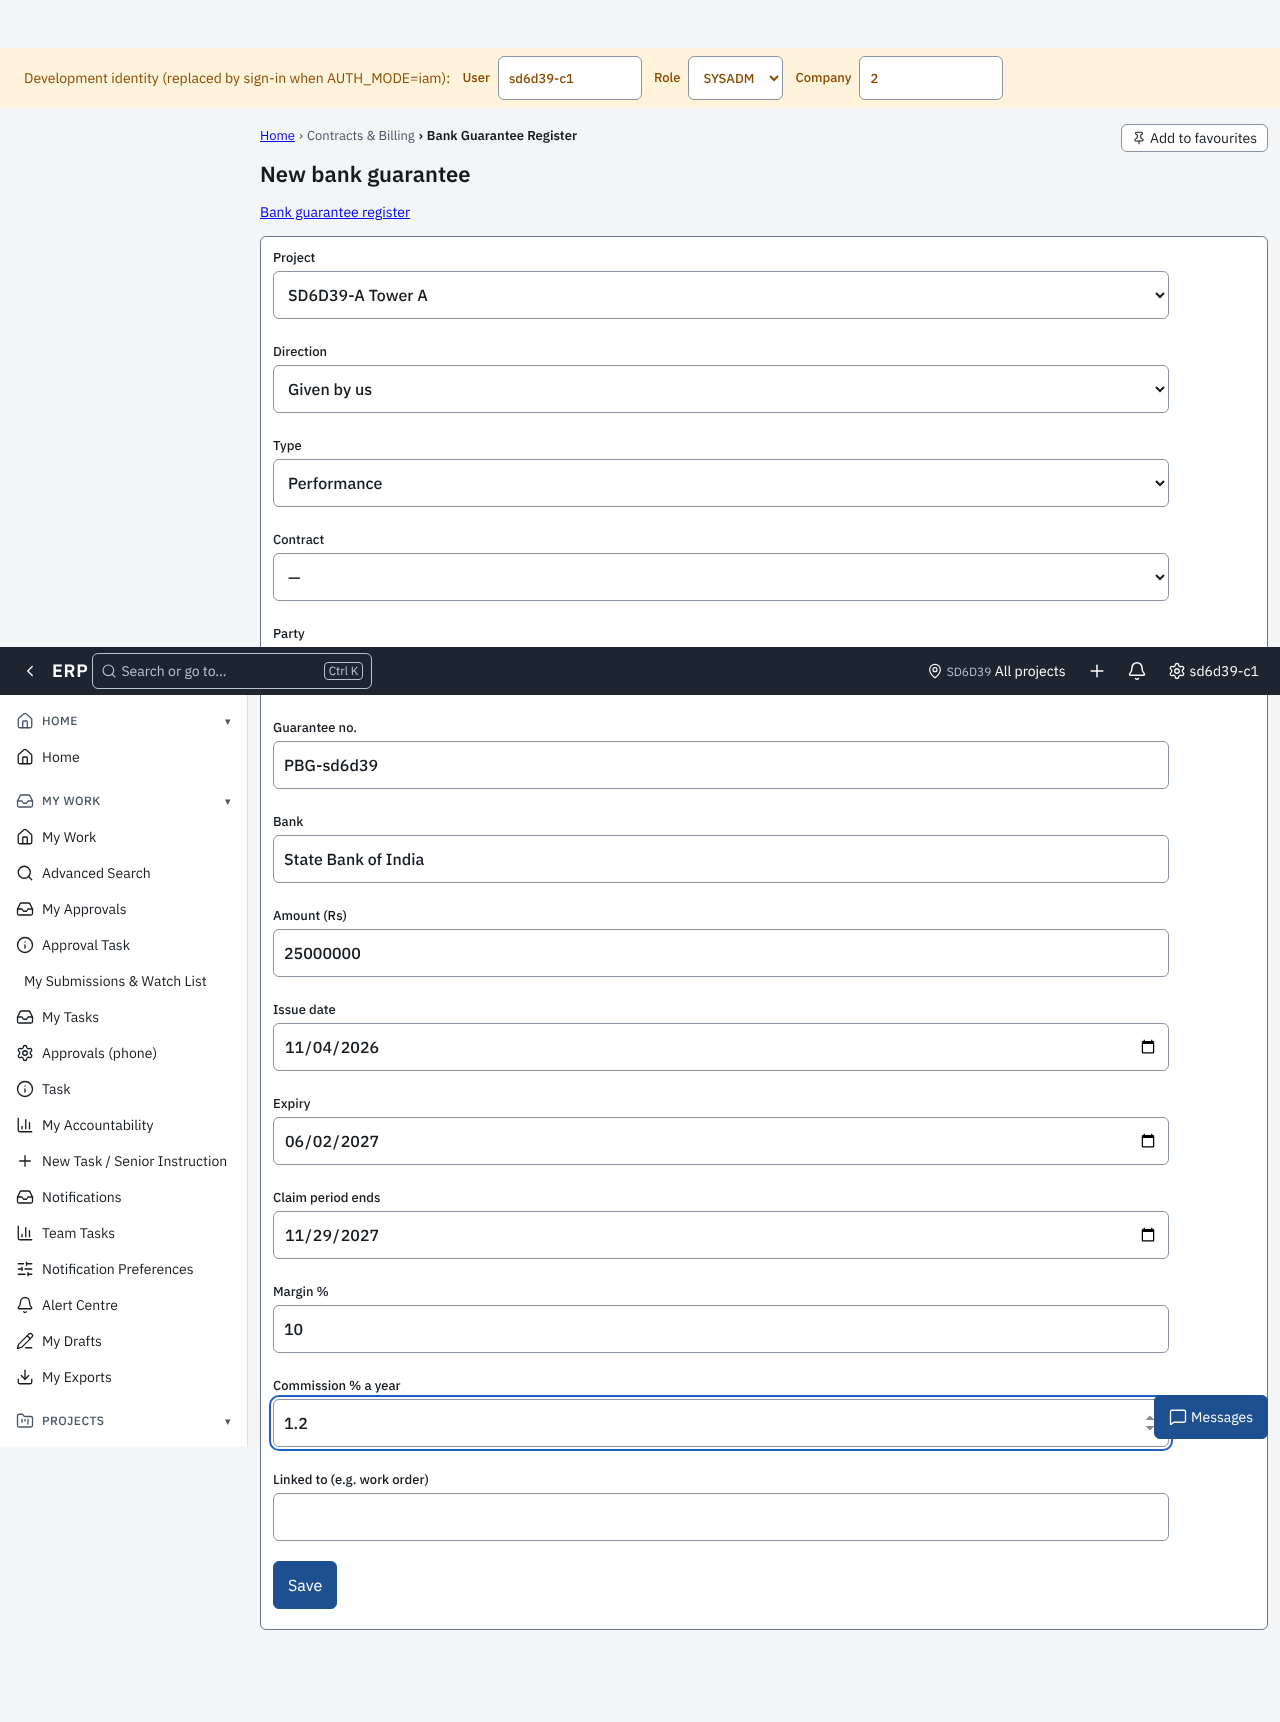 Development identity (replaced by sign-in when AUTH_MODE=iam): User sd6d39-c1 Role SYSADM Company 2
Home › Contracts & Billing › Bank Guarantee Register
Add to favourites
New bank guarantee
Bank guarantee register
Project
SD6D39-A Tower A
Direction
Given by us
Type
Performance
Contract
—
Party
ERP Search or go to... Ctrl K SD6D39 All projects sd6d39-c1
HOME
Home
MY WORK
My Work
Advanced Search
My Approvals
Approval Task
My Submissions & Watch List
My Tasks
Approvals (phone)
Task
My Accountability
New Task / Senior Instruction
Notifications
Team Tasks
Notification Preferences
Alert Centre
My Drafts
My Exports
PROJECTS
Guarantee no.
PBG-sd6d39
Bank
State Bank of India
Amount (Rs)
25000000
Issue date
11/04/2026
Expiry
06/02/2027
Claim period ends
11/29/2027
Margin %
10
Commission % a year
1.2
Messages
Linked to (e.g. work order)
Save